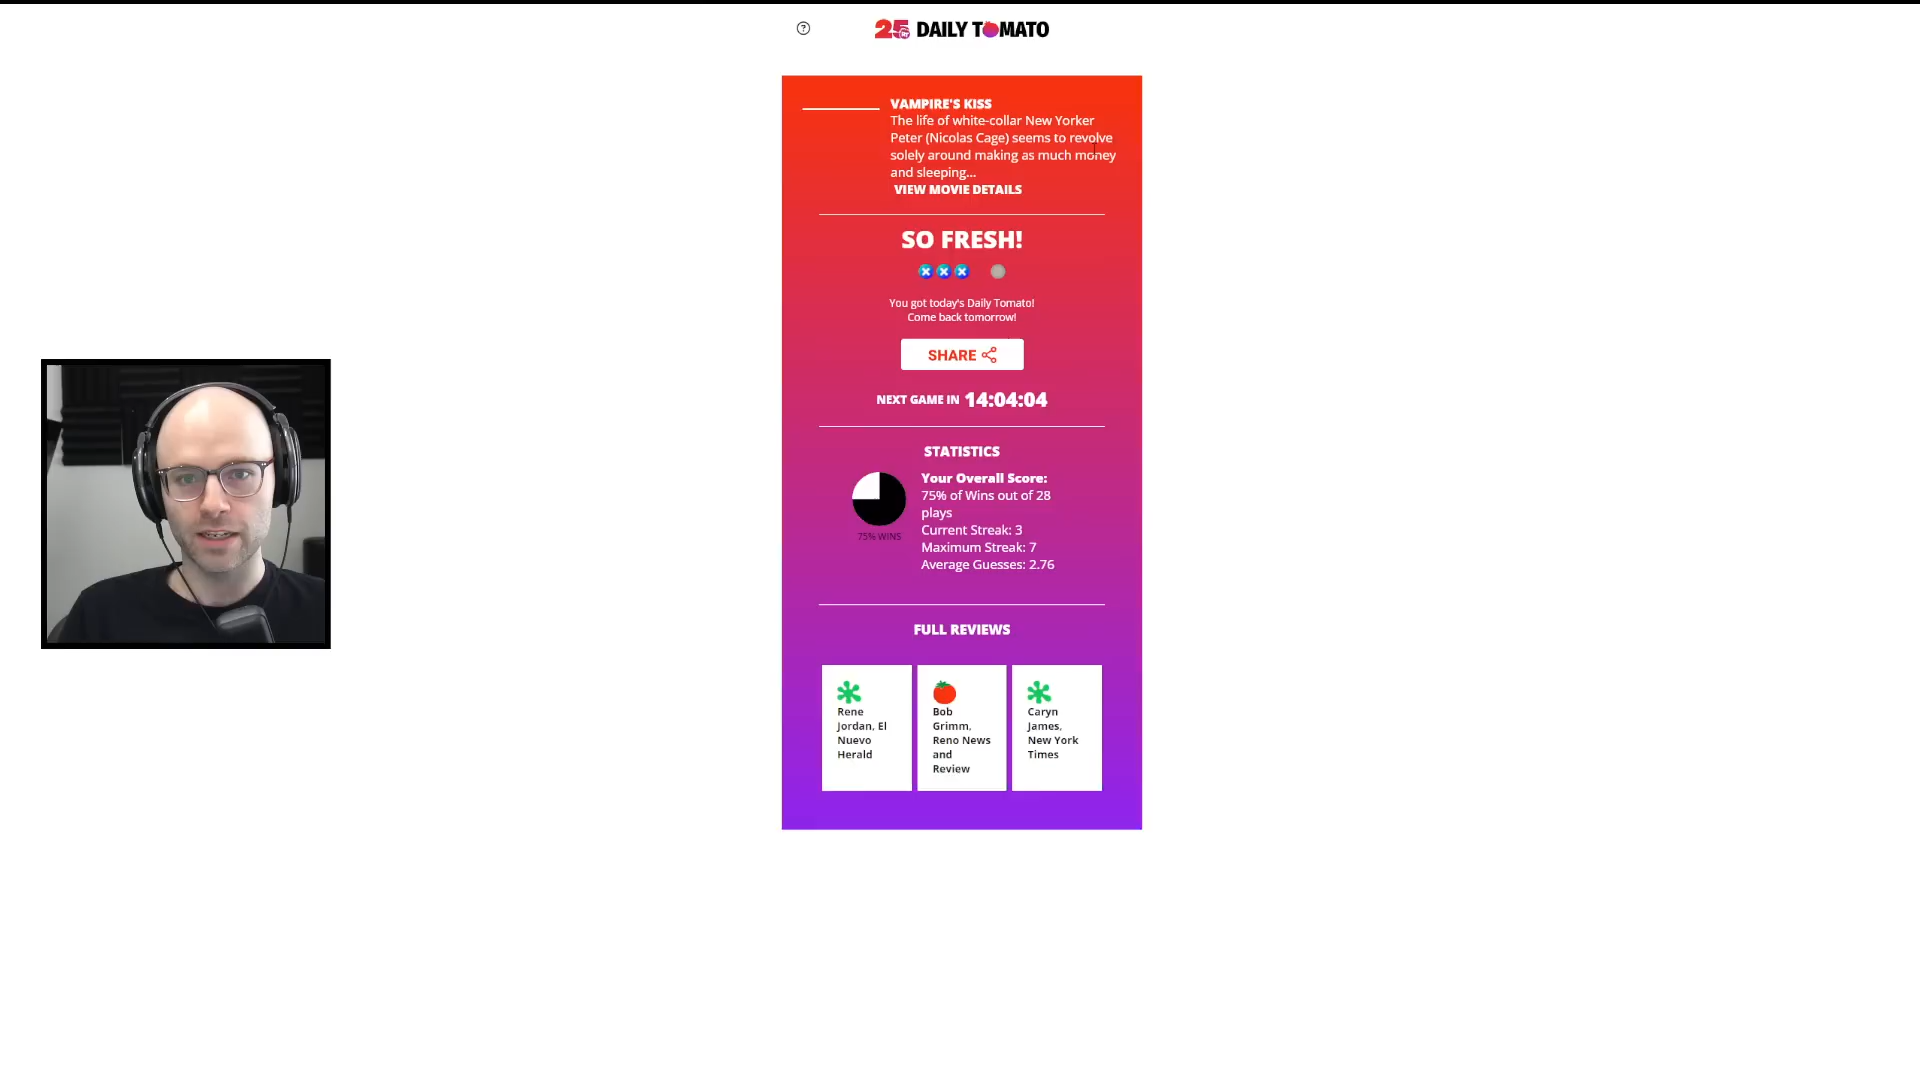 25 DAILY TOMATO
VAMPIRE'S KISS
The life of white-collar New Yorker
Peter (Nicolas Cage) seems to revolve
solely around making as much money
and sleeping...
VIEW MOVIE DETAILS
SO FRESH!
You got today's Daily Tomato!
Come back tomorrow!
SHARE
NEXT GAME IN 14:04:04
STATISTICS
75% WINS
Your Overall Score:
75% of Wins out of 28
plays
Current Streak: 3
Maximum Streak: 7
Average Guesses: 2.76
FULL REVIEWS
Rene
Jordan, El
Nuevo
Herald
Bob
Grimm,
Reno News
and
Review
Caryn
James,
New York
Times